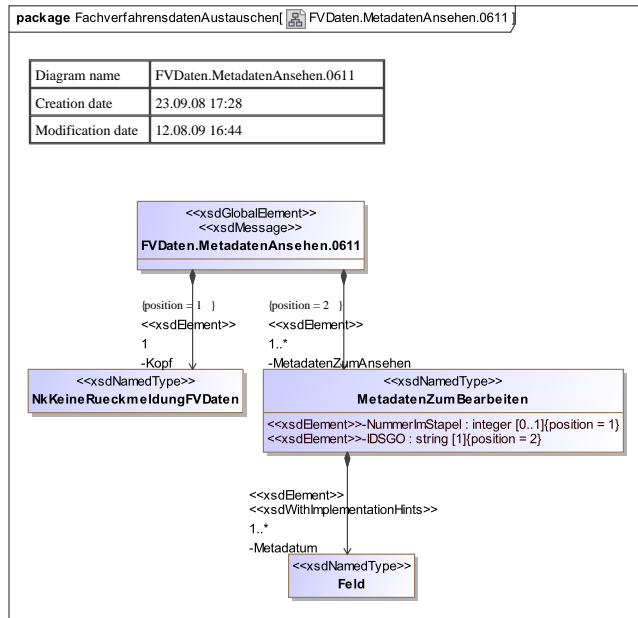 package FachverfahrensdatenAustauschen[ FVDaten.MetadatenAnsehen.0611 ]
Diagram name FVDaten.MetadatenAnsehen.0611
Creation date 23.09.08 17:28
Modification date 12.08.09 16:44
<<xsdGlobalElement>>
<<xsdMessage>>
FVDaten.MetadatenAnsehen.0611
{position = 1 }
<<xsdElement>>
1
-Kopf
{position = 2 }
<<xsdElement>>
1..*
-MetadatenZumAnsehen
<<xsdNamedType>>
NkKeineRueckmeldungFVDaten
<<xsdNamedType>>
MetadatenZumBearbeiten
<<xsdElement>>-NummerImStapel : integer [0..1]{position = 1}
<<xsdElement>>-IDSGO : string [1]{position = 2}
<<xsdElement>>
<<xsdWithImplementationHints>>
1..*
-Metadatum
<<xsdNamedType>>
Feld